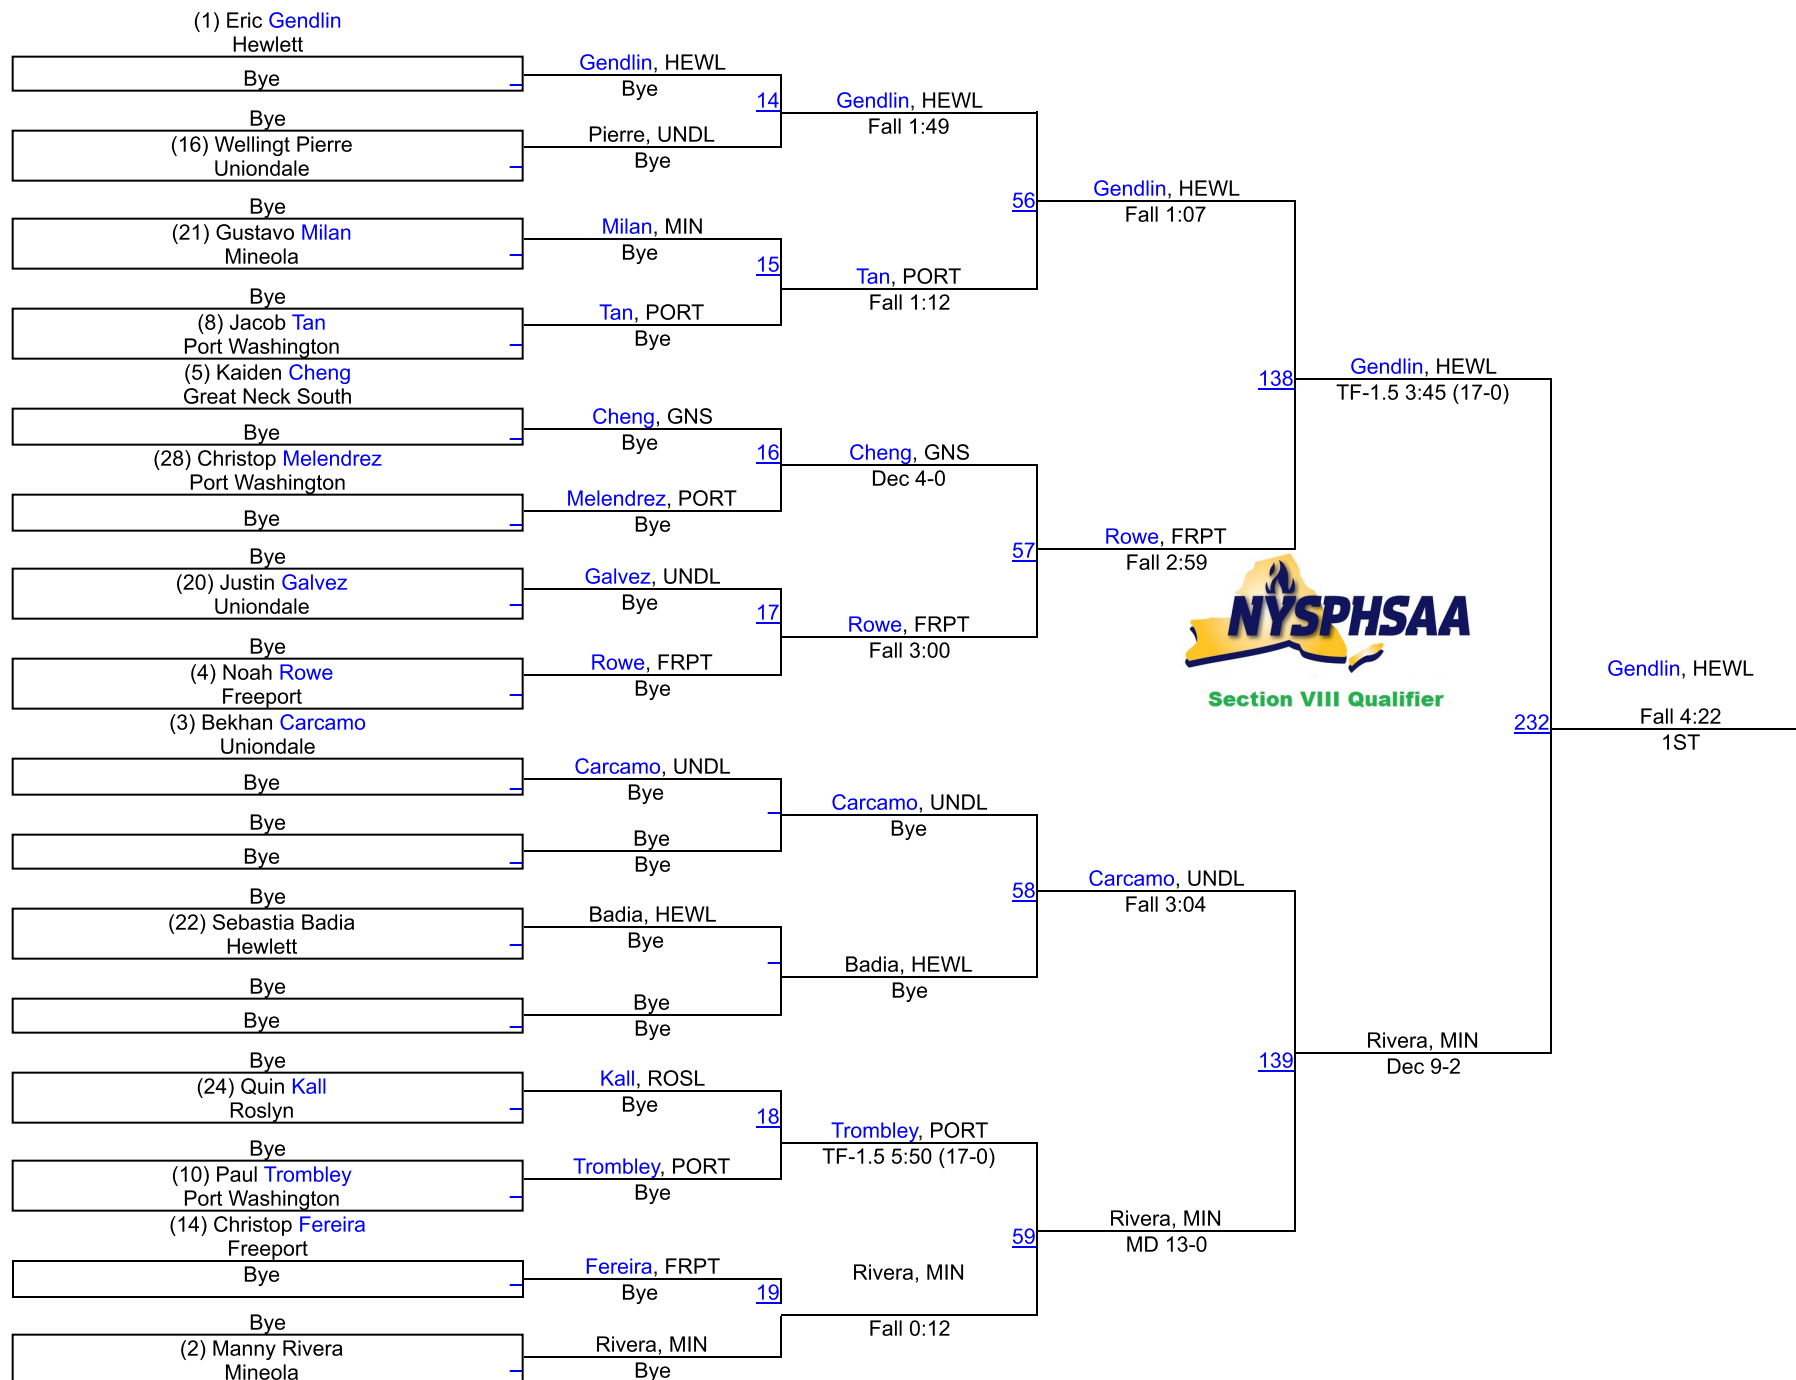 (1) Eric Gendlin
Hewlett
Bye
Bye
(16) Wellingt Pierre
Uniondale
Bye
(21) Gustavo Milan
Mineola
Bye
(8) Jacob Tan
Port Washington
(5) Kaiden Cheng
Great Neck South
Bye
(28) Christop Melendrez
Port Washington
Bye
Bye
(20) Justin Galvez
Uniondale
Bye
(4) Noah Rowe
Freeport
(3) Bekhan Carcamo
Uniondale
Bye
Bye
Bye
Bye
(22) Sebastia Badia
Hewlett
Bye
Bye
Bye
(24) Quin Kall
Roslyn
Bye
(10) Paul Trombley
Port Washington
(14) Christop Fereira
Freeport
Bye
Bye
(2) Manny Rivera
Mineola
Gendlin, HEWL
Bye
14
Pierre, UNDL
Bye
Milan, MIN
Bye
15
Tan, PORT
Bye
Cheng, GNS
Bye
16
Melendrez, PORT
Bye
Galvez, UNDL
Bye
17
Rowe, FRPT
Bye
Carcamo, UNDL
Bye
Bye
Bye
Badia, HEWL
Bye
Bye
Bye
Kall, ROSL
Bye
18
Trombley, PORT
Bye
Fereira, FRPT
Bye
19
Rivera, MIN
Bye
Gendlin, HEWL
Fall 1:49
56
Tan, PORT
Fall 1:12
Cheng, GNS
Dec 4-0
57
Rowe, FRPT
Fall 3:00
Carcamo, UNDL
Bye
58
Badia, HEWL
Bye
Trombley, PORT
TF-1.5 5:50 (17-0)
59
Rivera, MIN
Fall 0:12
Gendlin, HEWL
Fall 1:07
138
Rowe, FRPT
Fall 2:59
NYSPHSAA
Section VIII Qualifier
Carcamo, UNDL
Fall 3:04
139
Rivera, MIN
MD 13-0
Gendlin, HEWL
TF-1.5 3:45 (17-0)
232
Rivera, MIN
Dec 9-2
Gendlin, HEWL
Fall 4:22
1ST